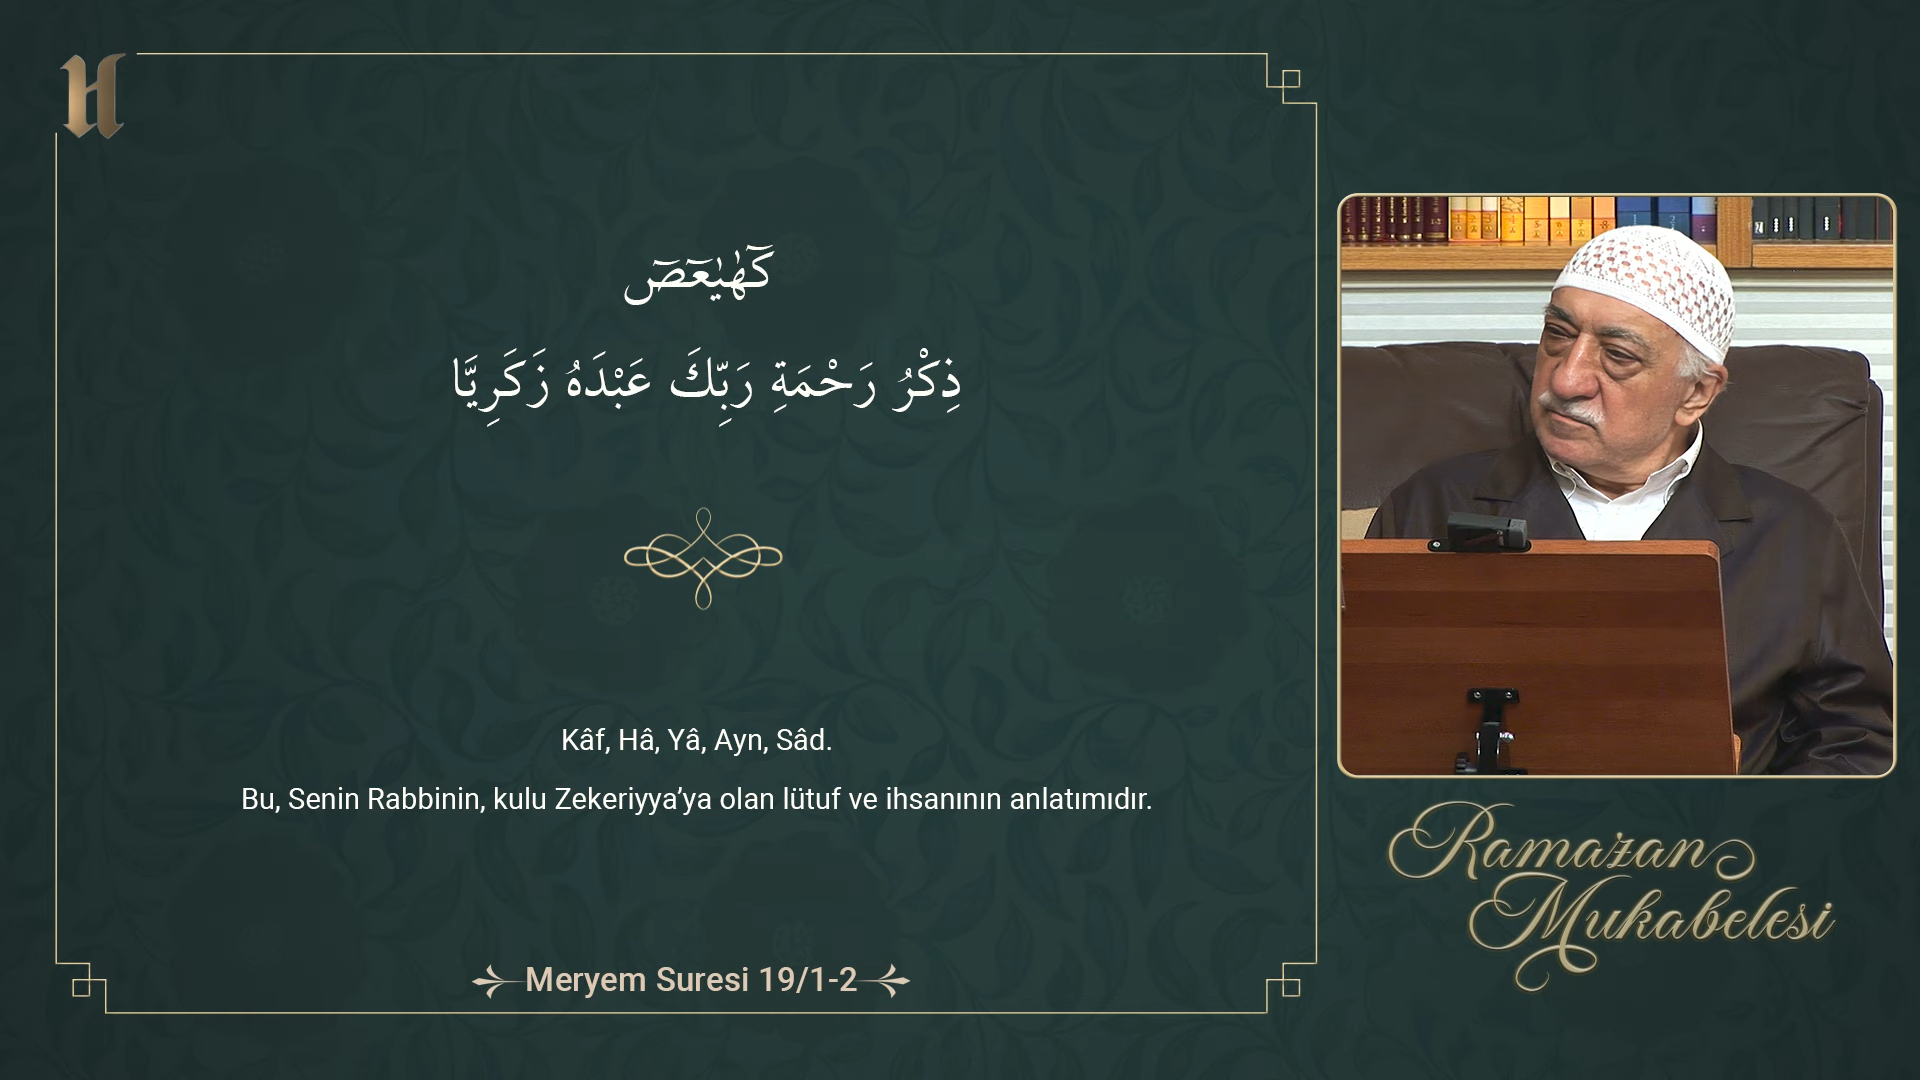 H
كٓهٰيٰعٓصٓ
ذِكْرُ رَحْمَةِ رَبِّكَ عَبْدَهُ زَكَرِيَّا
Kâf, Hâ, Yâ, Ayn, Sâd.
Bu, Senin Rabbinin, kulu Zekeriyya’ya olan lütuf ve ihsanının anlatımıdır.
Meryem Suresi 19/1-2
Ramazan
Mukabelesi